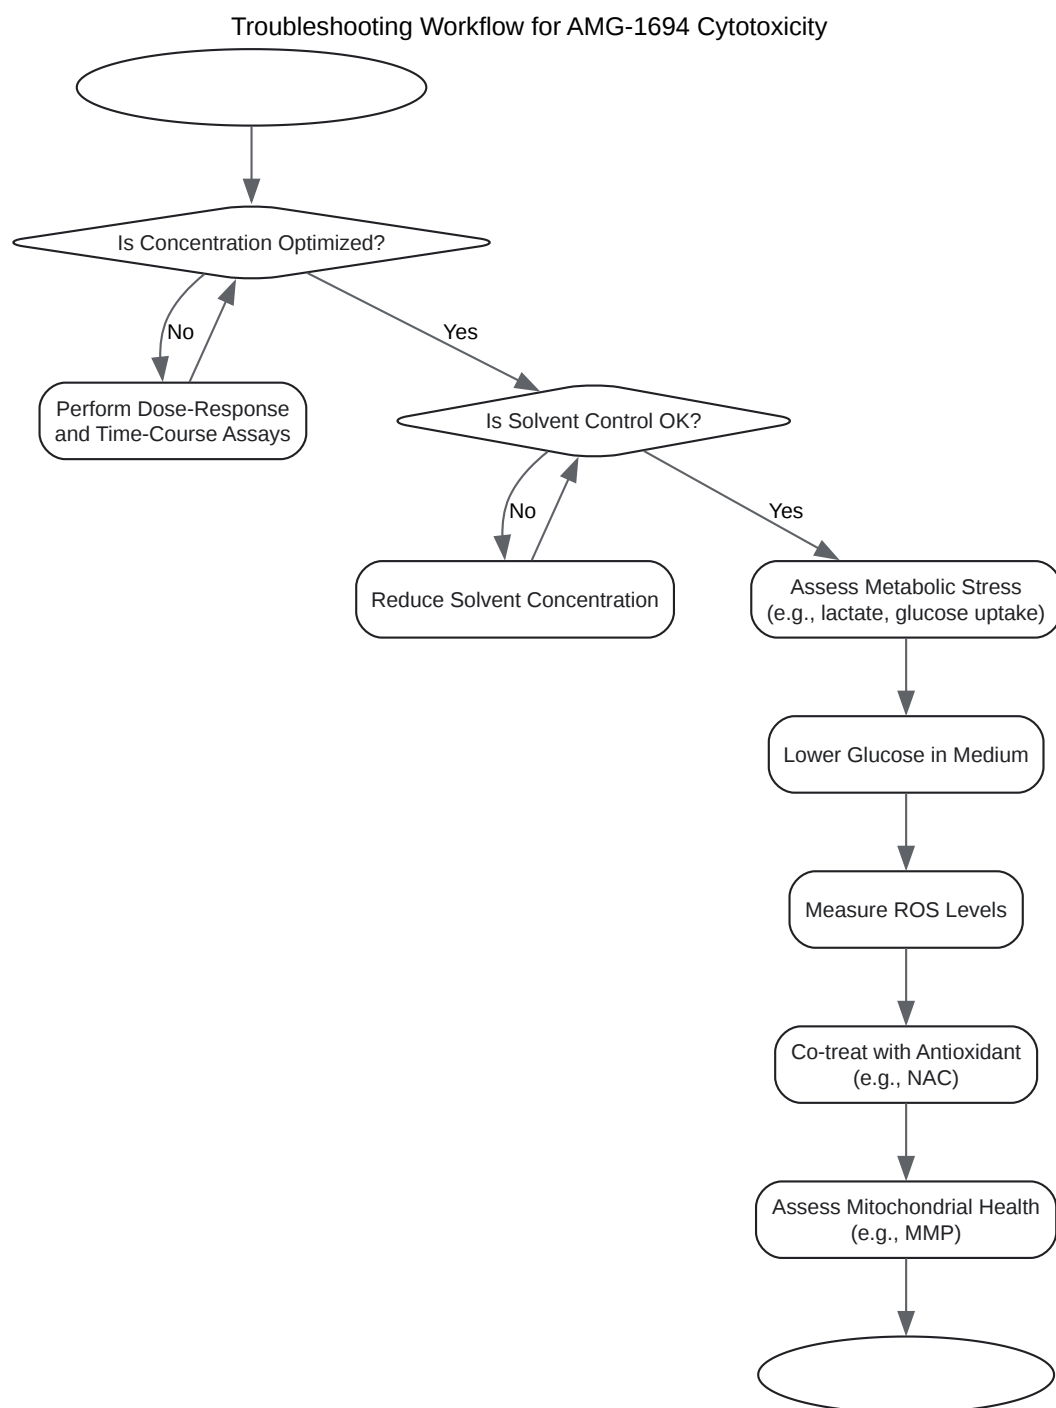 Troubleshooting Workflow for AMG-1694 Cytotoxicity
Is Concentration Optimized?
No
Yes
Perform Dose-Response
and Time-Course Assays
Is Solvent Control OK?
No
Yes
Reduce Solvent Concentration
Assess Metabolic Stress
(e.g., lactate, glucose uptake)
Lower Glucose in Medium
Measure ROS Levels
Co-treat with Antioxidant
(e.g., NAC)
Assess Mitochondrial Health
(e.g., MMP)